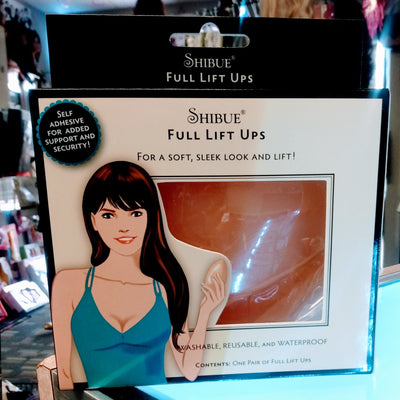 SHIBUE®
FULL LIFT UPS
SELF
ADHESIVE
FOR ADDED
SUPPORT AND
SECURITY!
SHIBUE®
FULL LIFT UPS
FOR A SOFT, SLEEK LOOK AND LIFT!
WASHABLE, REUSABLE, AND WATERPROOF
CONTENTS: ONE PAIR OF FULL LIFT UPS